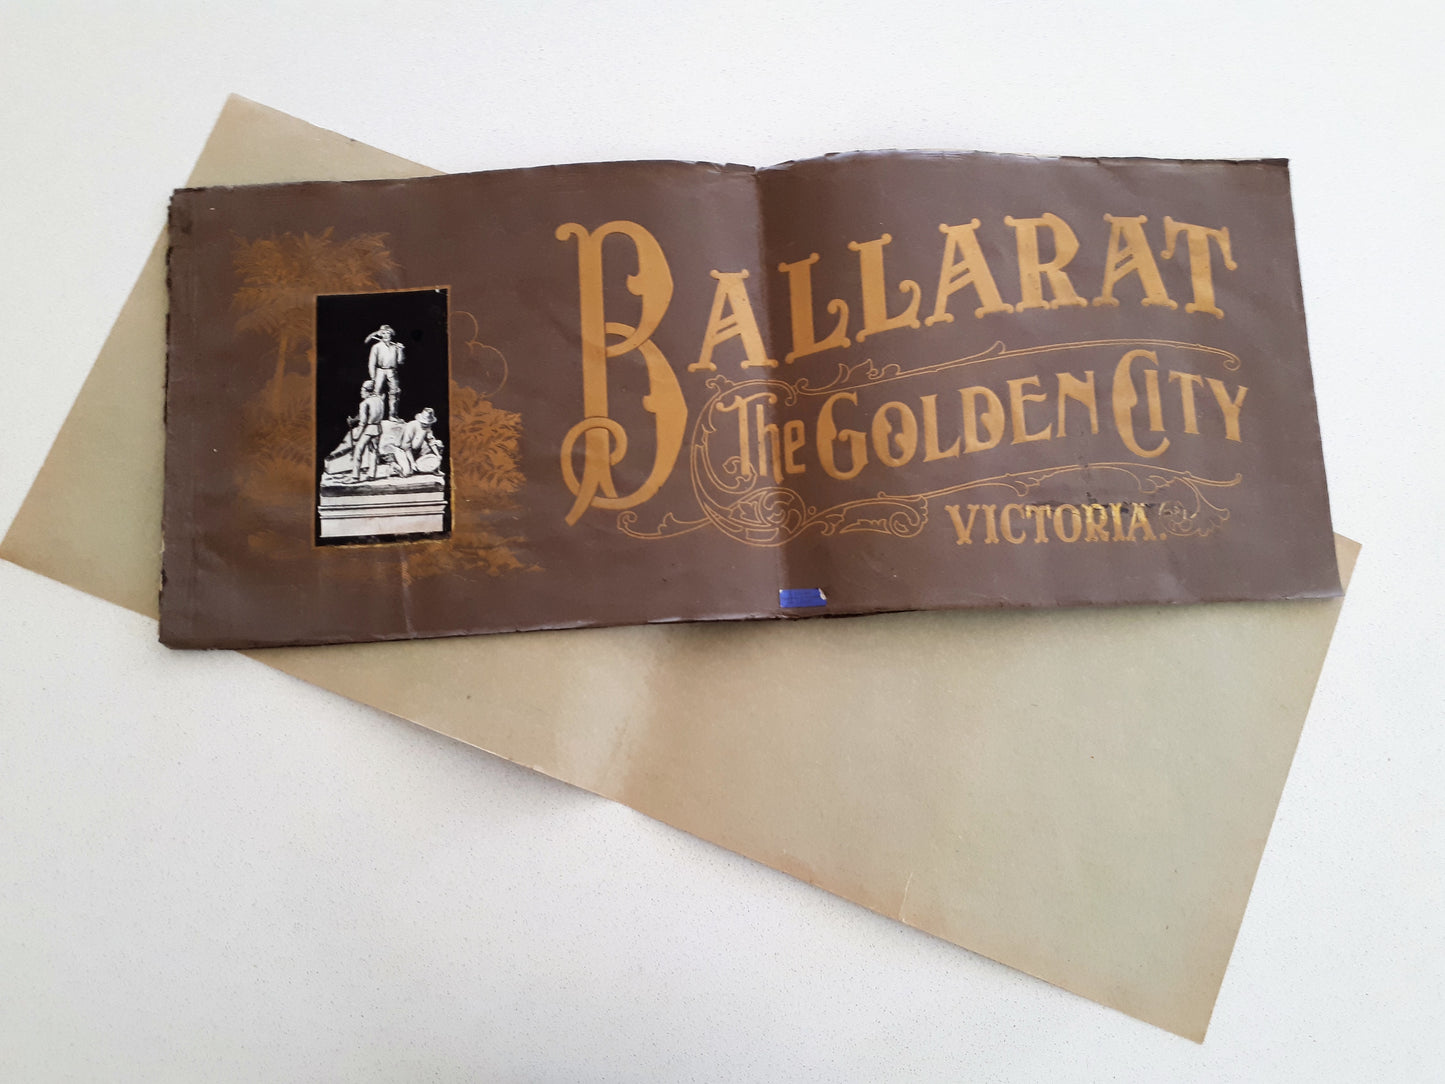 BALLARAT
The GOLDEN CITY
VICTORIA.